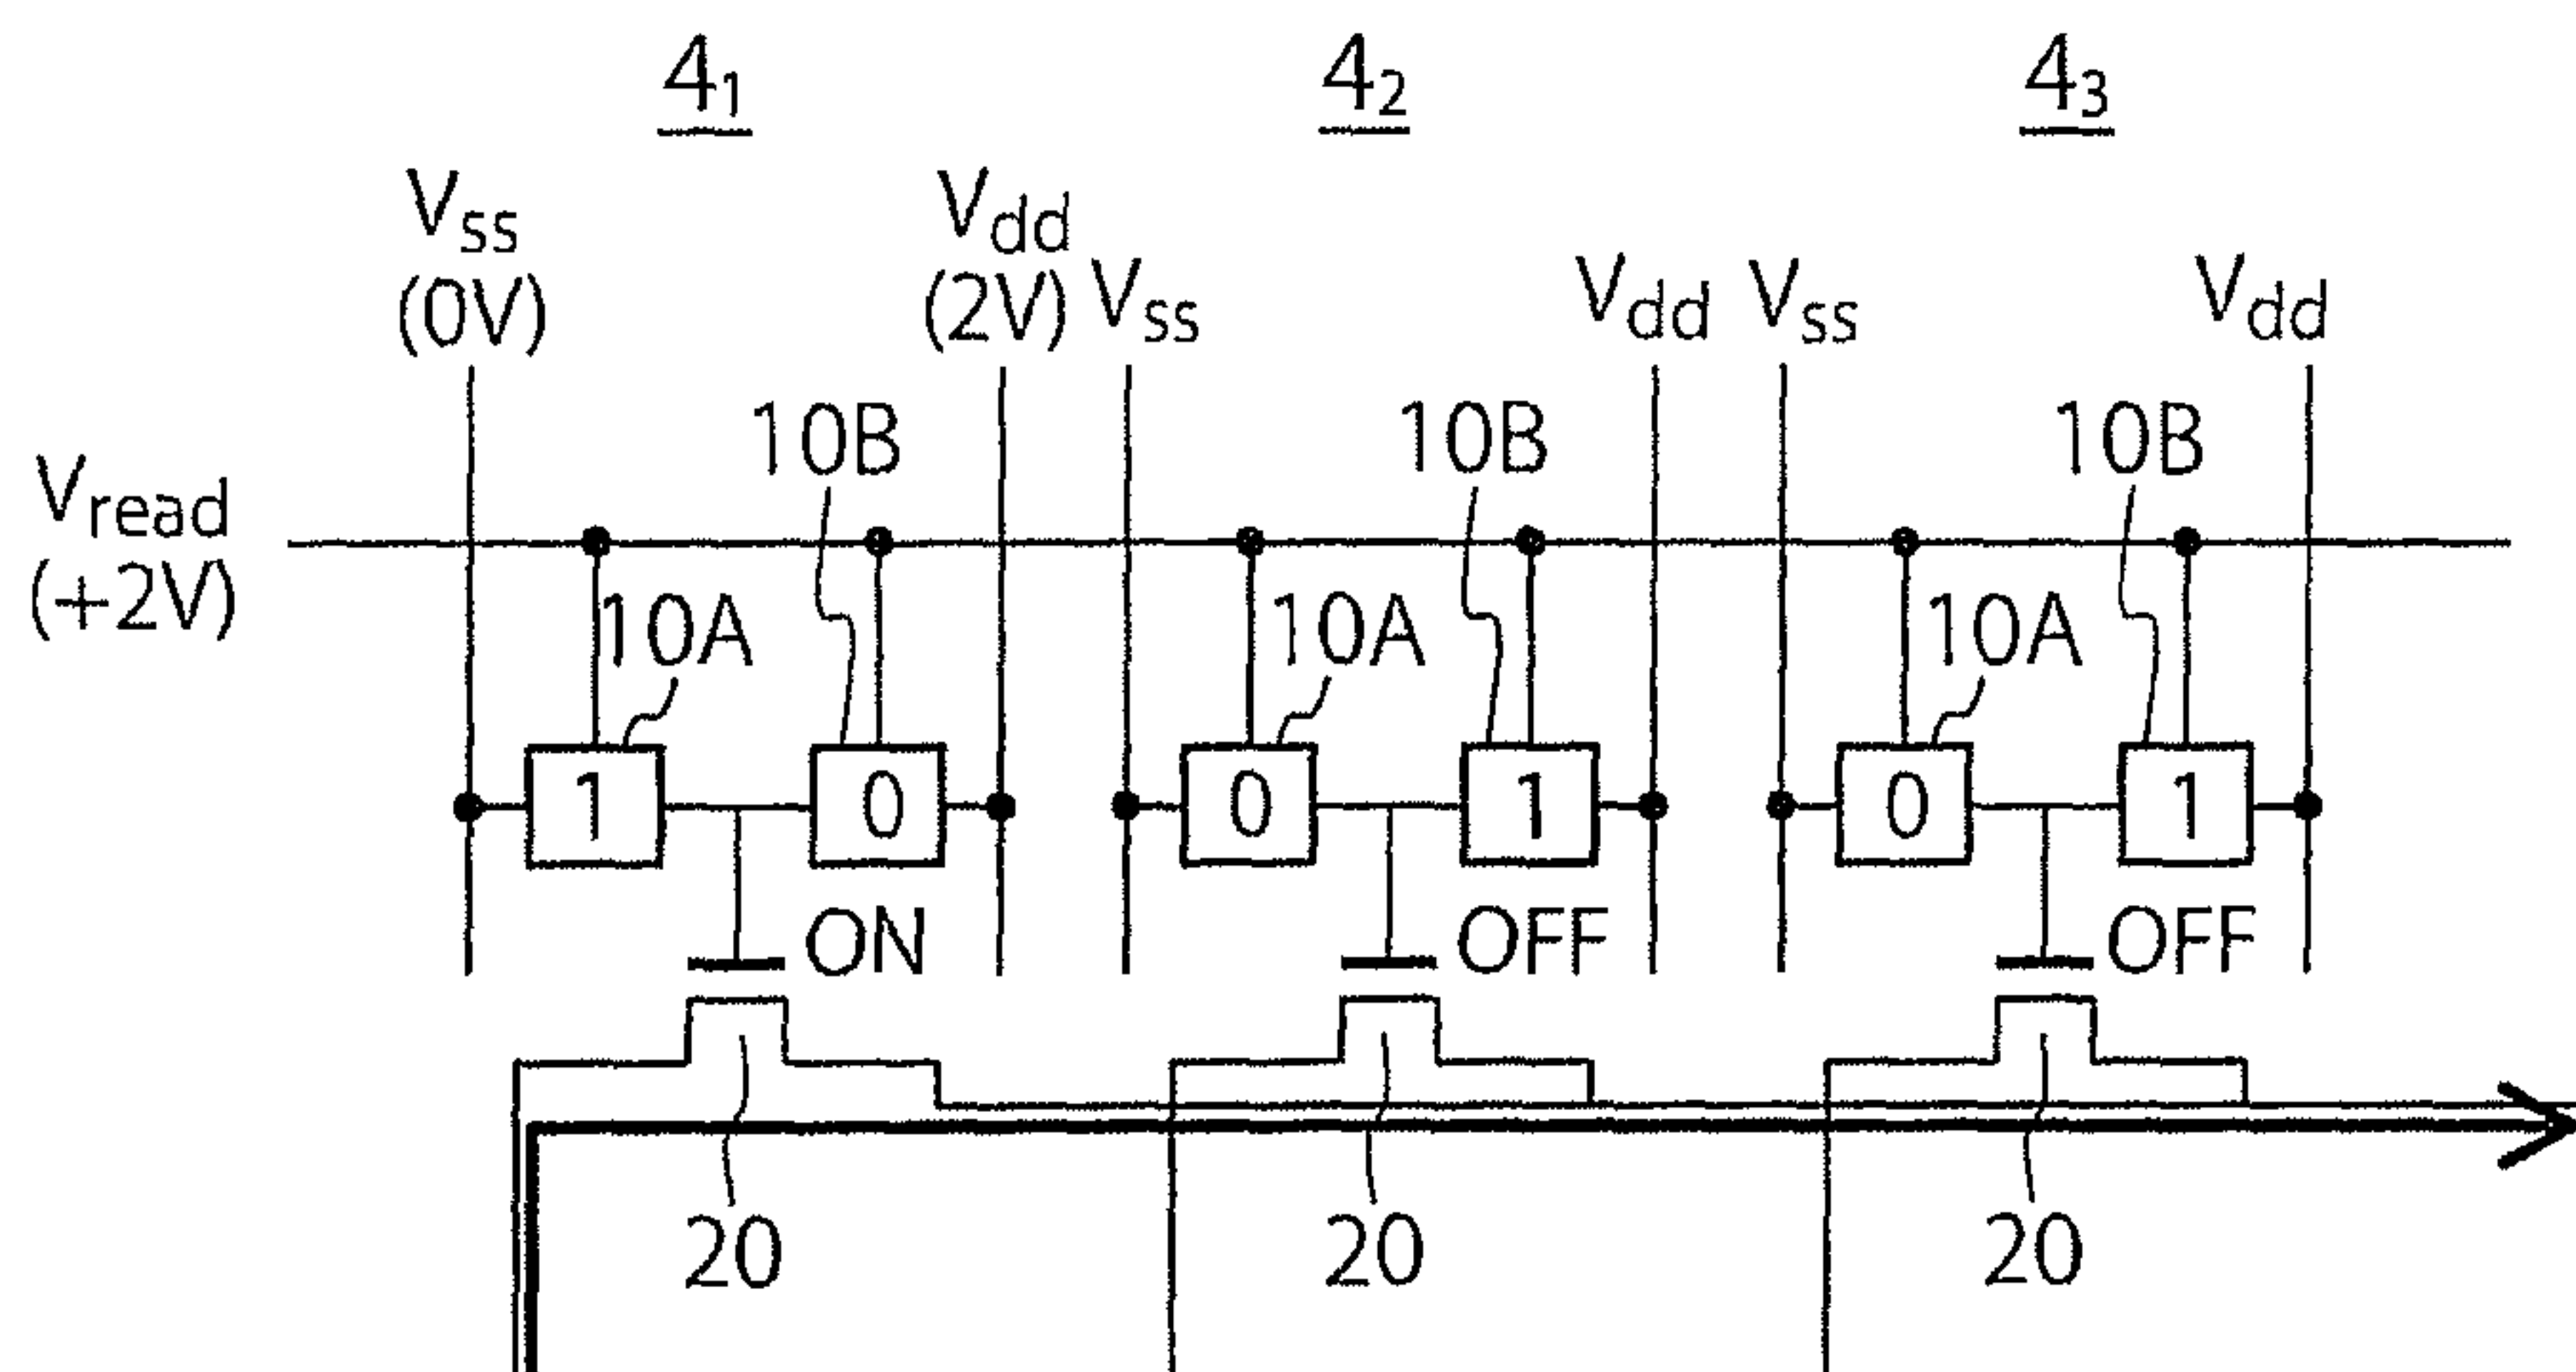 4₁ 4₂ 4₃
Vss Vdd
(0V) (2V) Vss Vdd Vss Vdd
10B 10B 10B
Vread
(+2V) 10A 10A 10A
1 0 0 1 0 1
ON OFF OFF
20 20 20